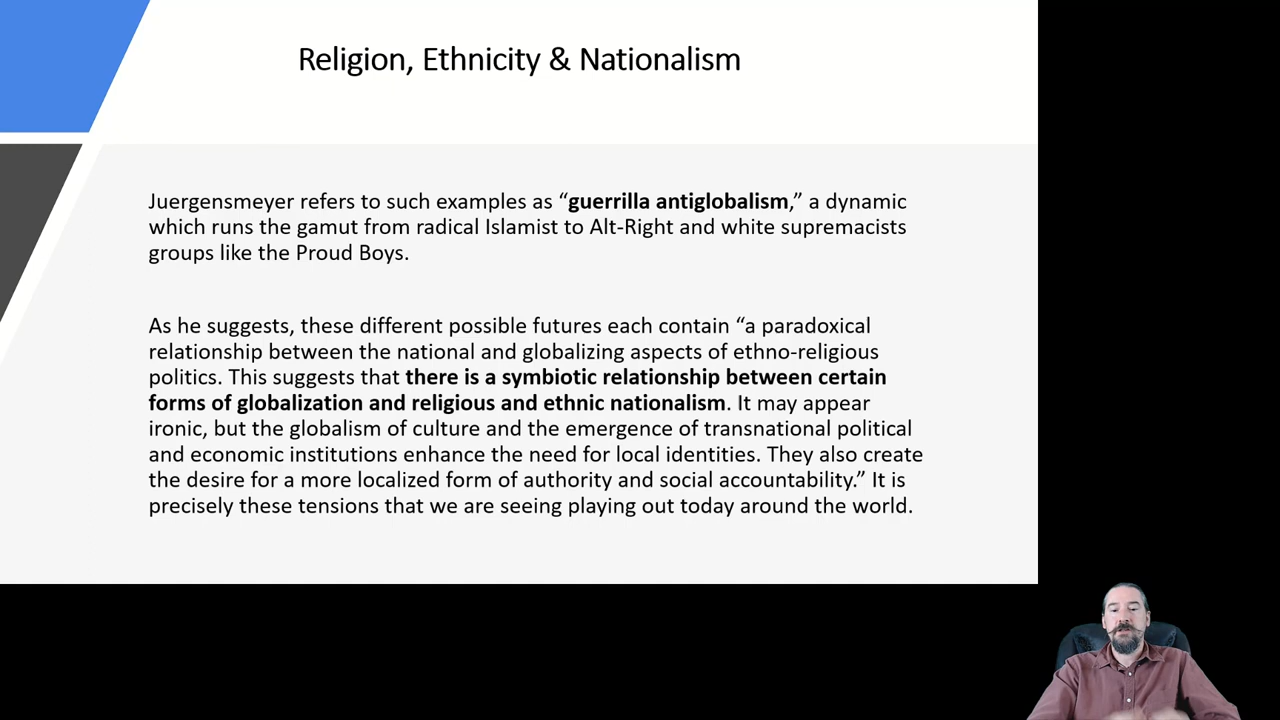 Religion, Ethnicity & Nationalism
Juergensmeyer refers to such examples as “guerrilla antiglobalism,” a dynamic
which runs the gamut from radical Islamist to Alt-Right and white supremacists
groups like the Proud Boys.
As he suggests, these different possible futures each contain “a paradoxical
relationship between the national and globalizing aspects of ethno-religious
politics. This suggests that there is a symbiotic relationship between certain
forms of globalization and religious and ethnic nationalism. It may appear
ironic, but the globalism of culture and the emergence of transnational political
and economic institutions enhance the need for local identities. They also create
the desire for a more localized form of authority and social accountability.” It is
precisely these tensions that we are seeing playing out today around the world.